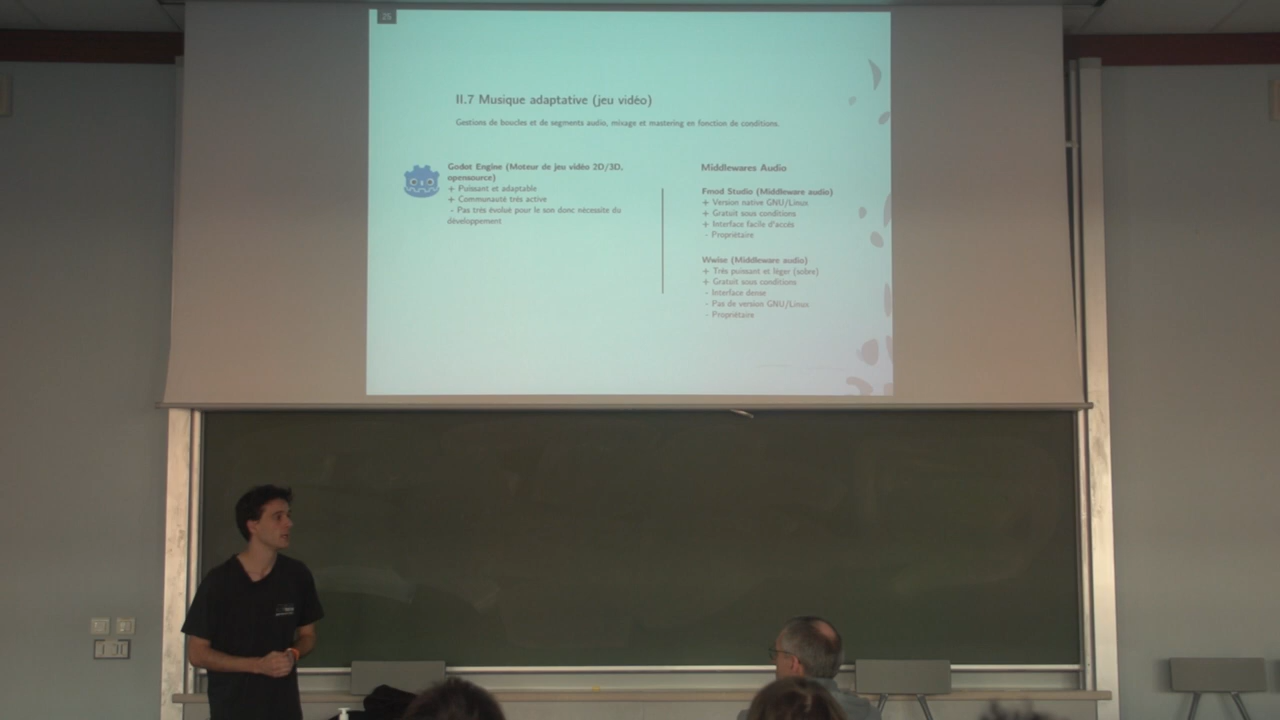 25
II.7 Musique adaptative (jeu vidéo)
Gestions de boucles et de segments audio, mixage et mastering en fonction de conditions.
Godot Engine (Moteur de jeu vidéo 2D/3D,
opensource)
+ Puissant et adaptable
+ Communauté très active
- Pas très évolué pour le son donc nécessite du
développement
Middlewares Audio
Fmod Studio (Middleware audio)
+ Version native GNU/Linux
+ Gratuit sous conditions
+ Interface facile d'accès
- Propriétaire
Wwise (Middleware audio)
+ Très puissant et léger (sobre)
+ Gratuit sous conditions
- Interface dense
- Pas de version GNU/Linux
- Propriétaire